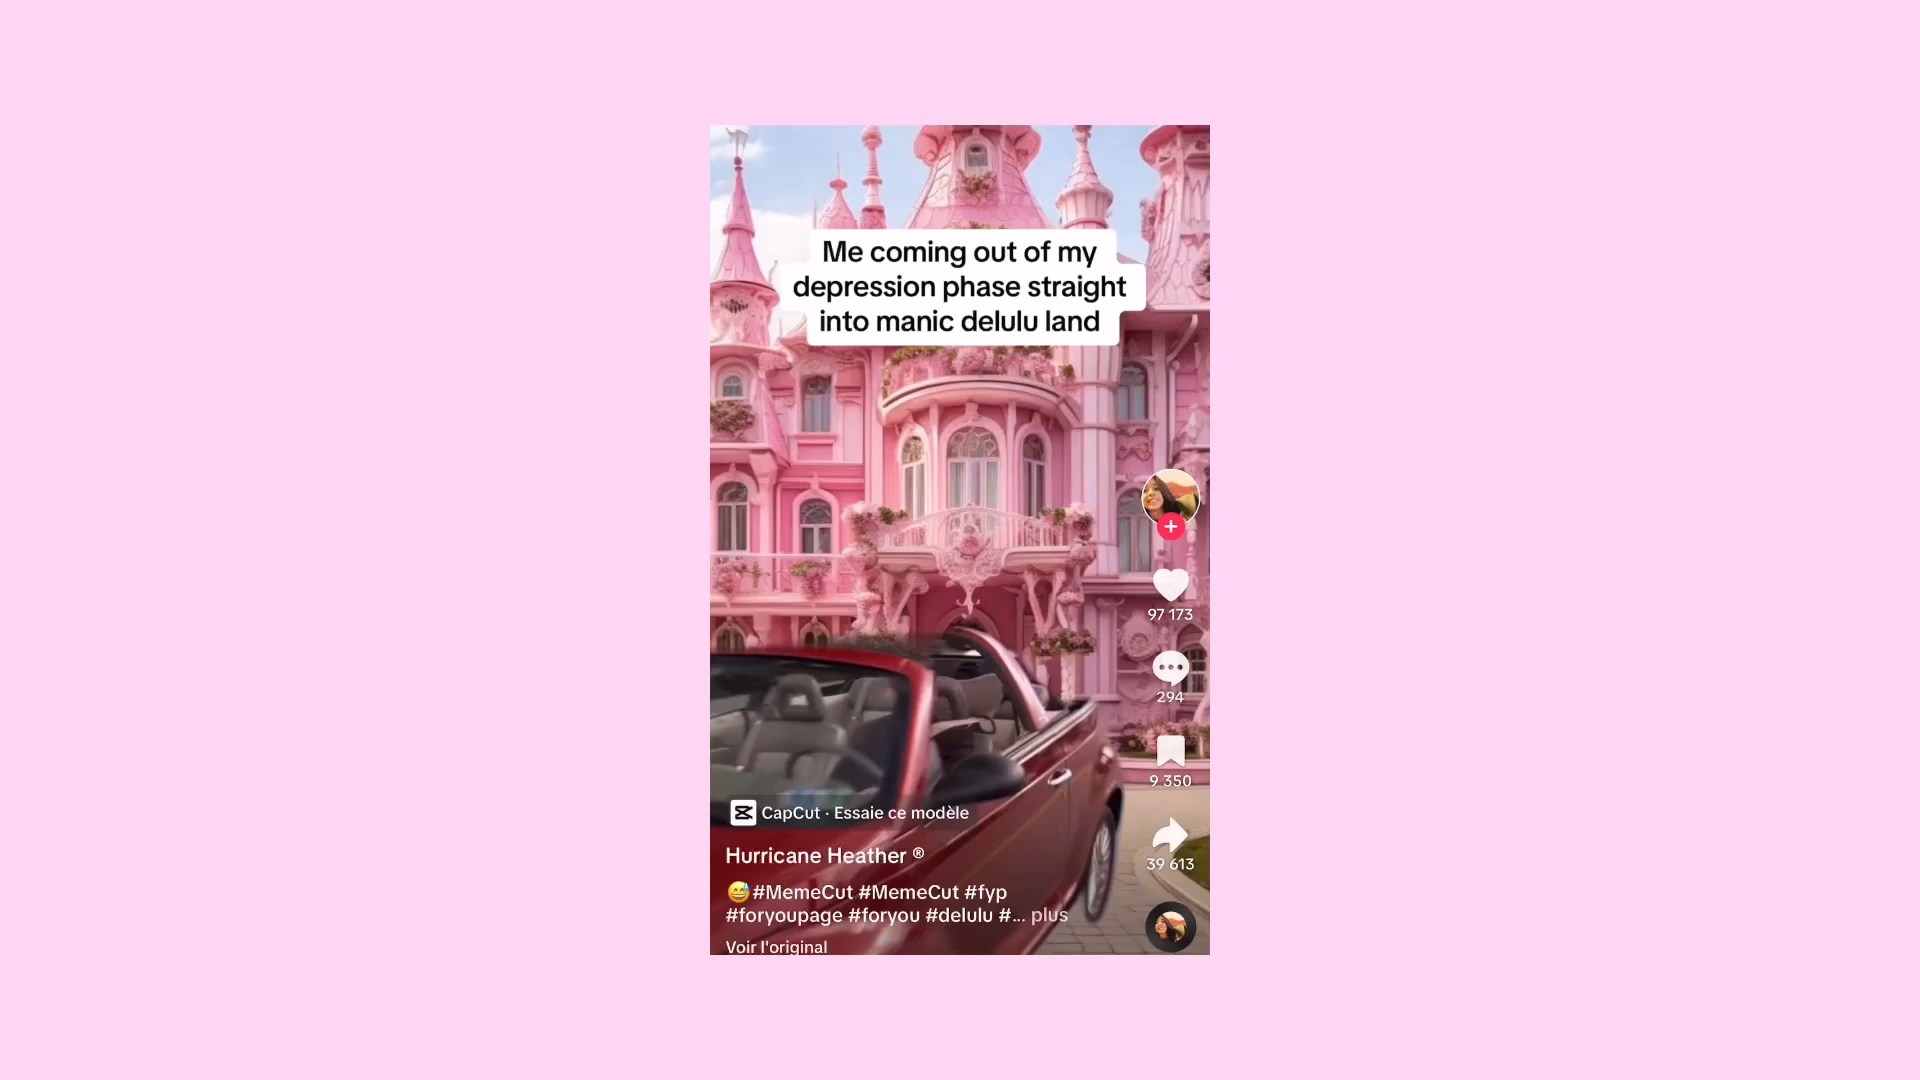 Me coming out of my
depression phase straight
into manic delulu land
97 173
294
9 350
39 613
CapCut · Essaie ce modèle
Hurricane Heather ®
😅#MemeCut #MemeCut #fyp
#foryoupage #foryou #delulu #... plus
Voir l'original